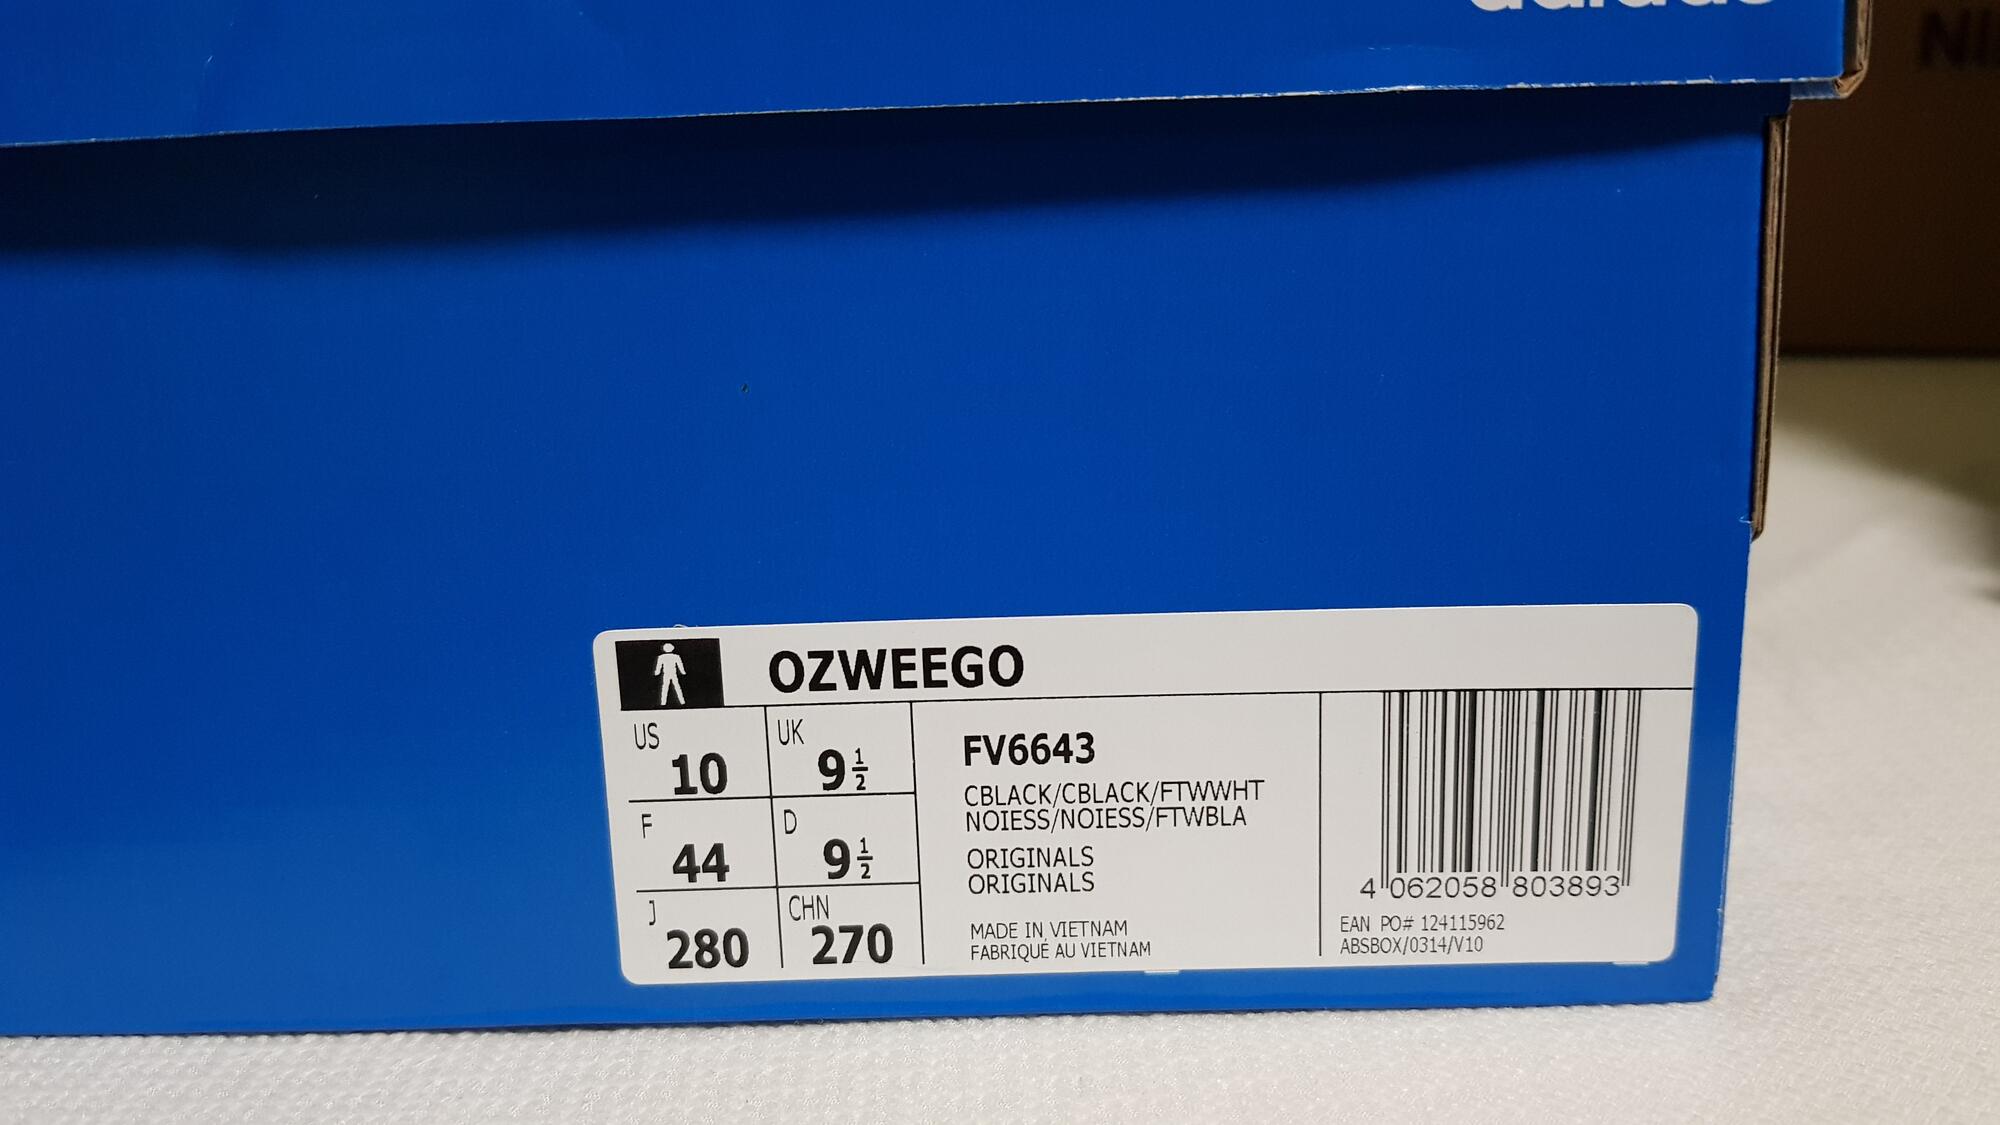 adidas
NI
OZWEEGO
US 10
UK 9 1/2
F 44
D 9 1/2
J 280
CHN 270
FV6643
CBLACK/CBLACK/FTWWHT
NOIESS/NOIESS/FTWBLA
ORIGINALS
ORIGINALS
MADE IN VIETNAM
FABRIQUÉ AU VIETNAM
4 062058 803893
EAN PO# 124115962
ABSBOX/0314/V10